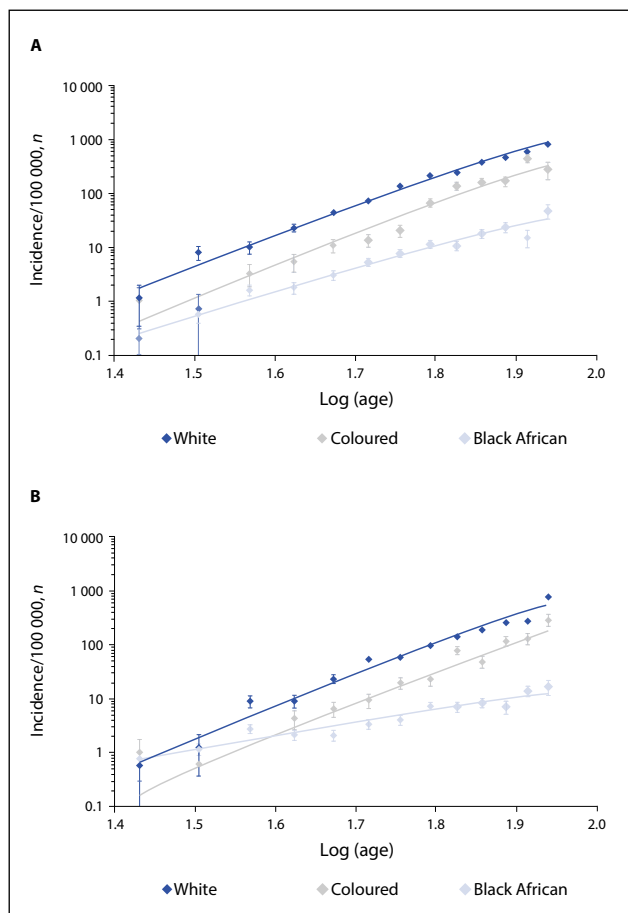 A
10 000
1 000
100
10
1
0.1
Incidence/100 000, n
1.4 1.5 1.6 1.7 1.8 1.9 2.0
Log (age)
White Coloured Black African
B
10 000
1 000
100
10
1
0.1
Incidence/100 000, n
1.4 1.5 1.6 1.7 1.8 1.9 2.0
Log (age)
White Coloured Black African